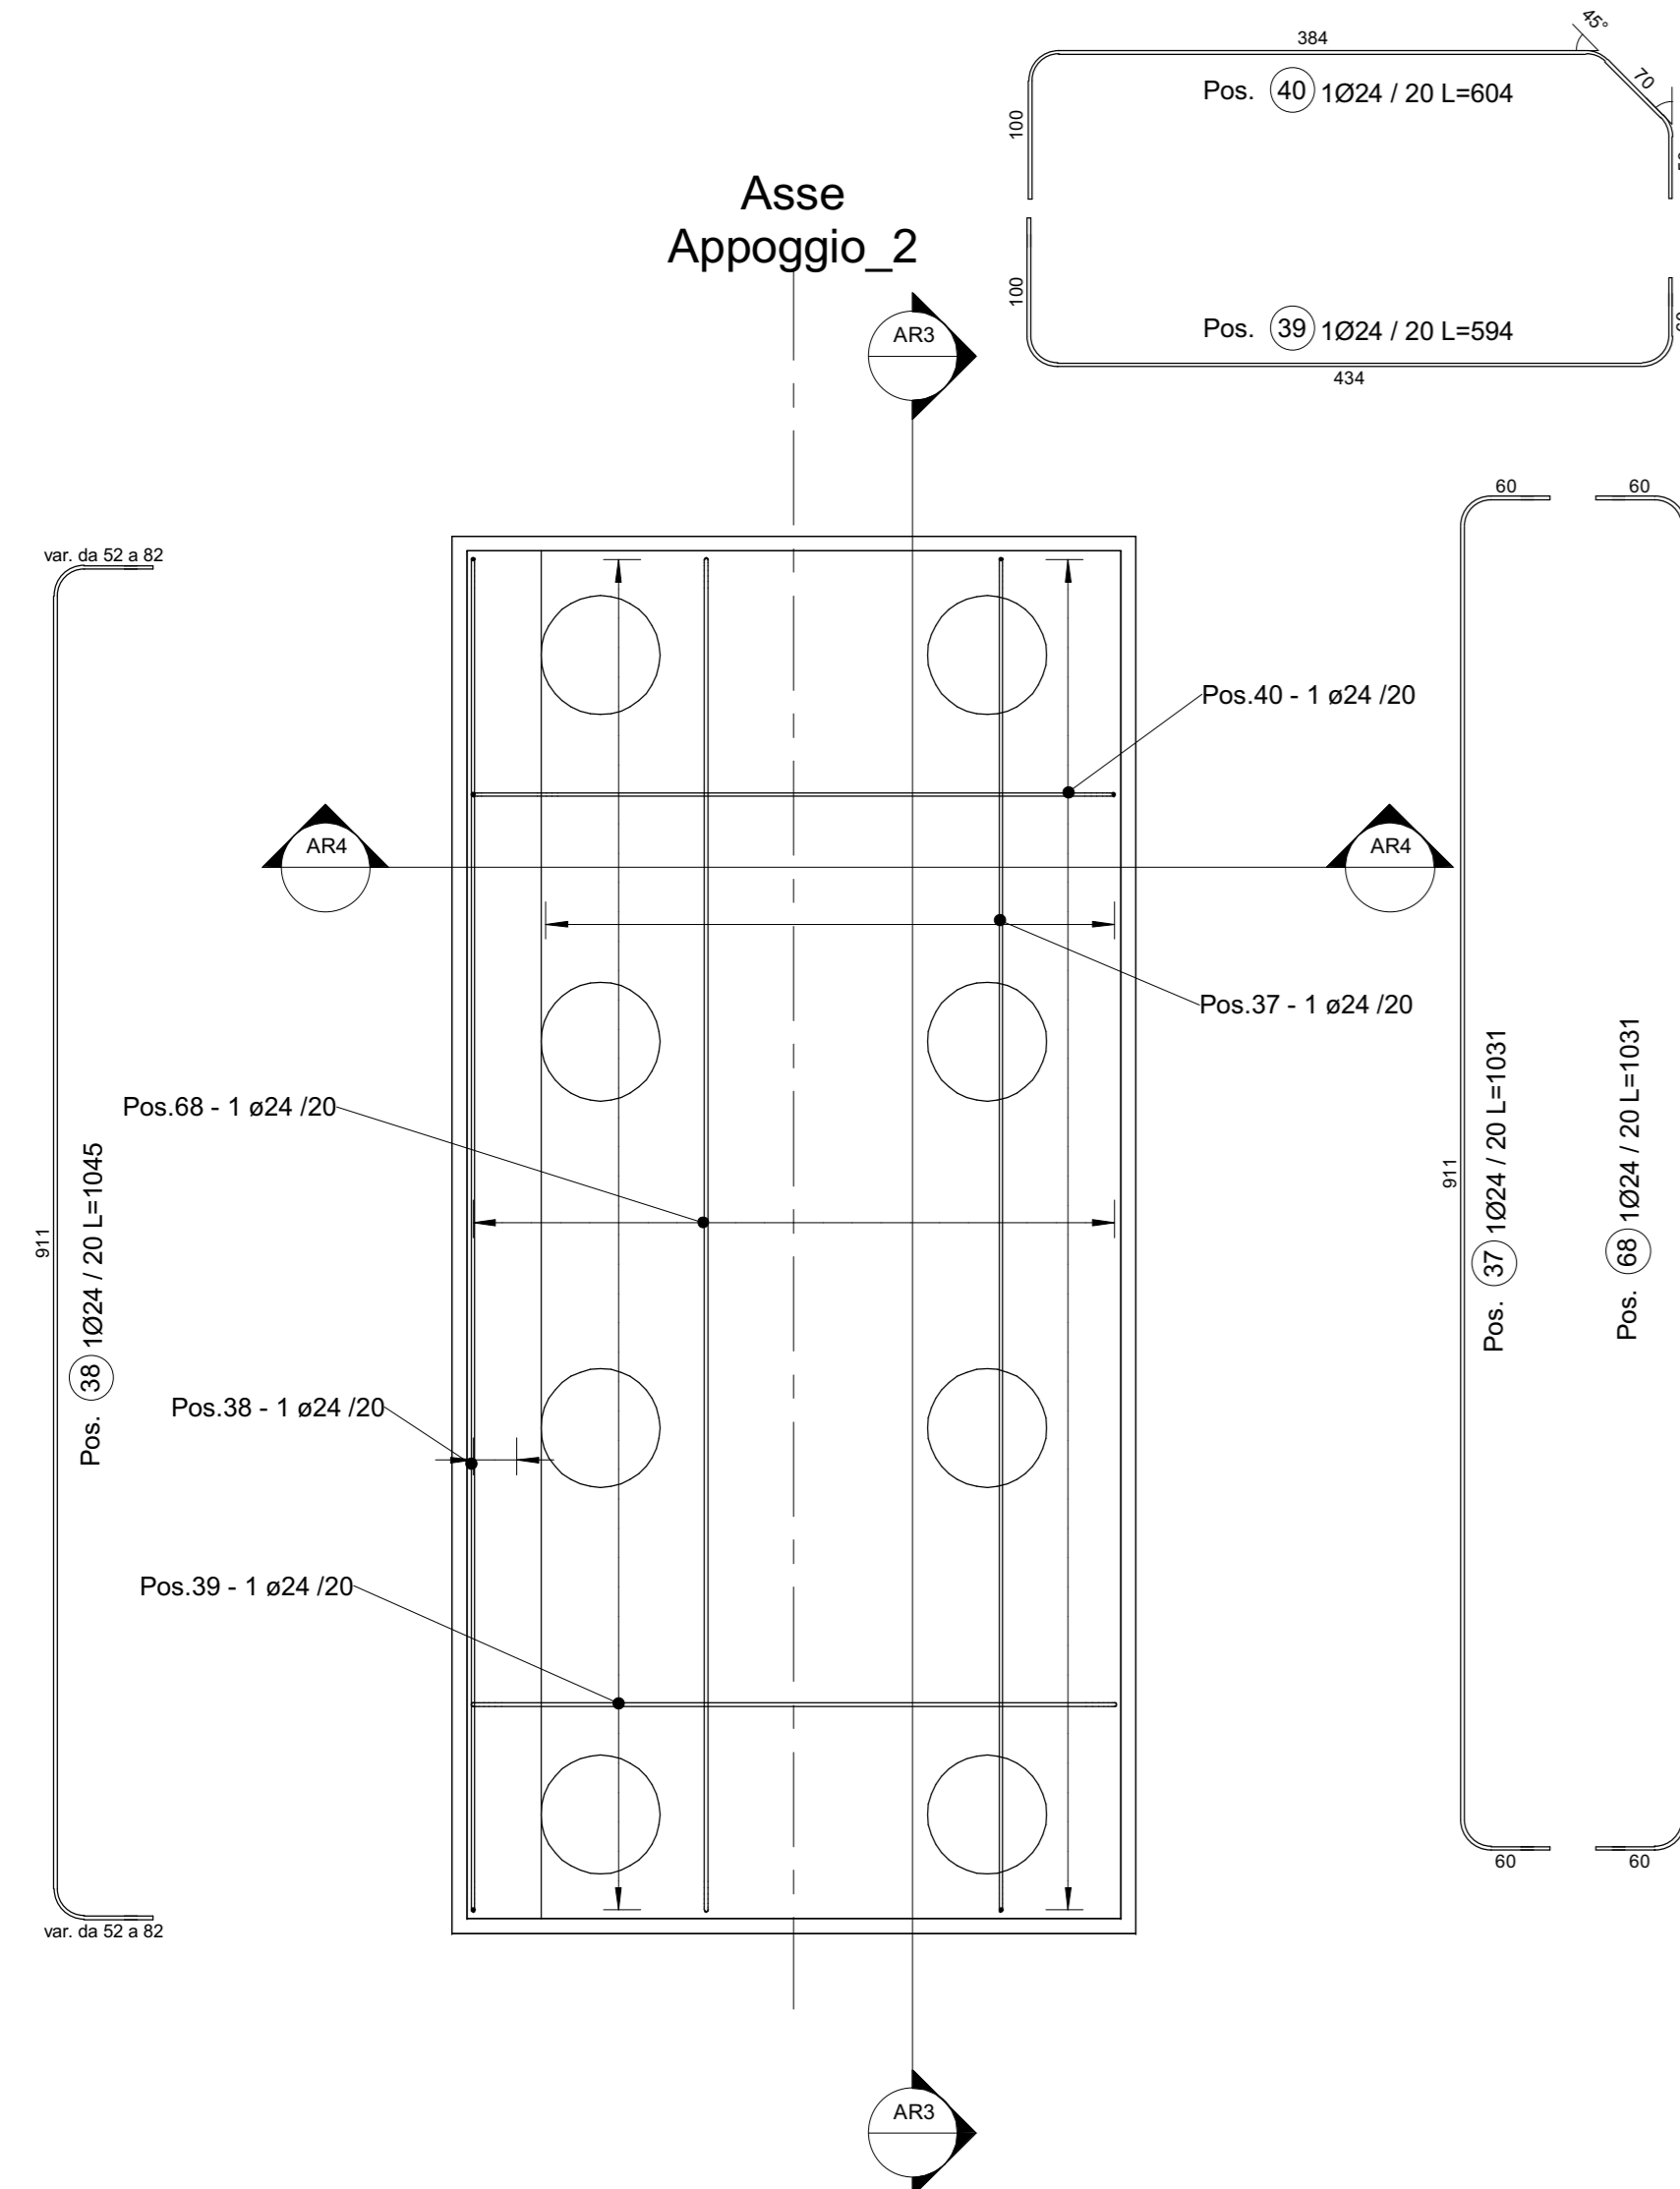 45°
384
70
Pos. 40 1Ø24 / 20 L=604
100
Asse
Appoggio_2
100
AR3
Pos. 39 1Ø24 / 20 L=594
434
60
60
var. da 52 a 82
Pos.40 - 1 ø24 /20
AR4
AR4
Pos.37 - 1 ø24 /20
Pos.68 - 1 ø24 /20
911
Pos. 38 1Ø24 / 20 L=1045
911
Pos. 37 1Ø24 / 20 L=1031
Pos. 68 1Ø24 / 20 L=1031
Pos.38 - 1 ø24 /20
Pos.39 - 1 ø24 /20
60
60
var. da 52 a 82
AR3